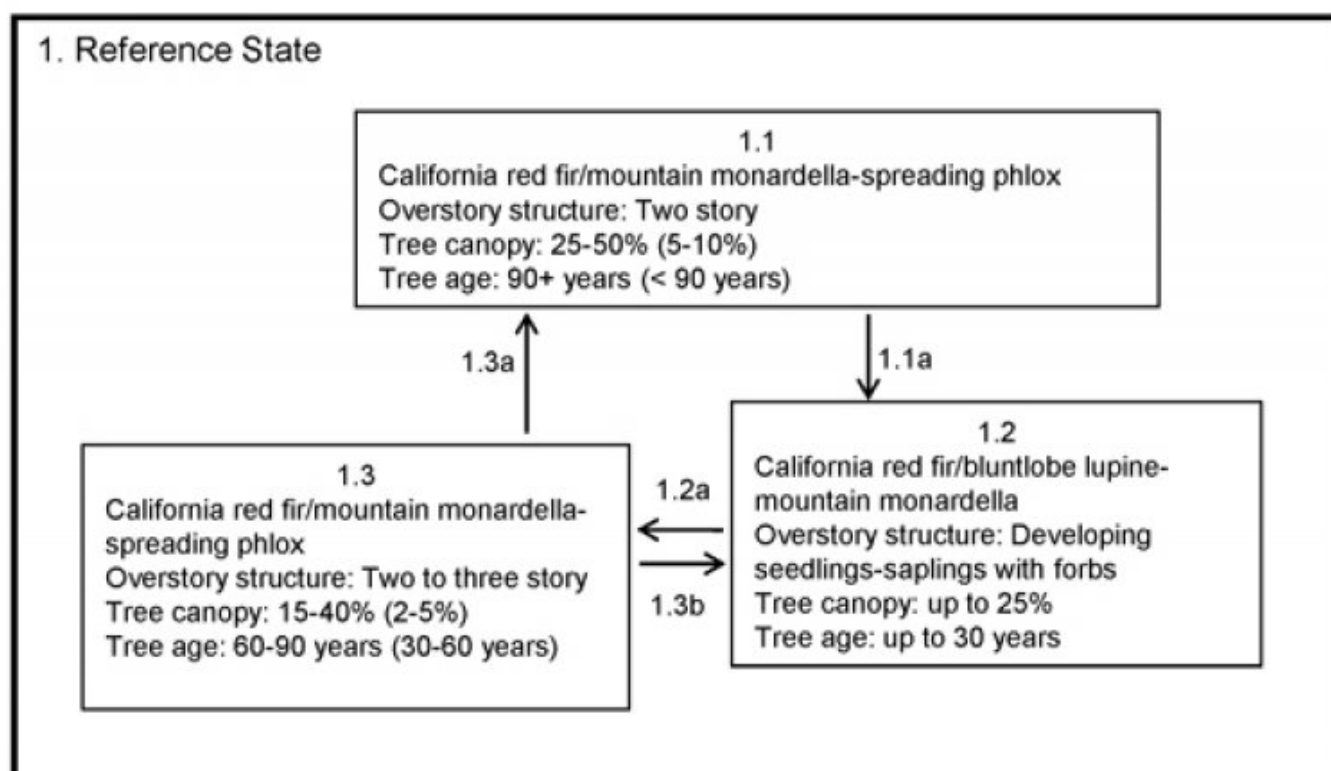 1. Reference State
1.1
California red fir/mountain monardella-spreading phlox
Overstory structure: Two story
Tree canopy: 25-50% (5-10%)
Tree age: 90+ years (< 90 years)
1.3a
1.1a
1.3
California red fir/mountain monardella-
spreading phlox
Overstory structure: Two to three story
Tree canopy: 15-40% (2-5%)
Tree age: 60-90 years (30-60 years)
1.2a
1.3b
1.2
California red fir/bluntlobe lupine-
mountain monardella
Overstory structure: Developing
seedlings-saplings with forbs
Tree canopy: up to 25%
Tree age: up to 30 years